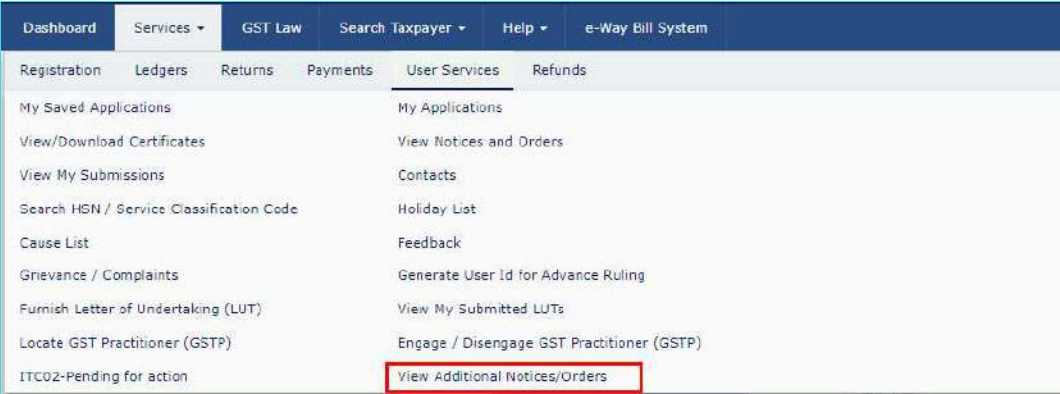 Dashboard Services GST Law Search Taxpayer Help e-Way Bill System
Registration Ledgers Returns Payments User Services Refunds
My Saved Applications My Applications
View/Download Certificates View Notices and Orders
View My Submissions Contacts
Search HSN / Service Classification Code Holiday List
Cause List Feedback
Grievance / Complaints Generate User Id for Advance Ruling
Furnish Letter of Undertaking (LUT) View My Submitted LUTs
Locate GST Practitioner (GSTP) Engage / Disengage GST Practitioner (GSTP)
ITC02-Pending for action View Additional Notices/Orders